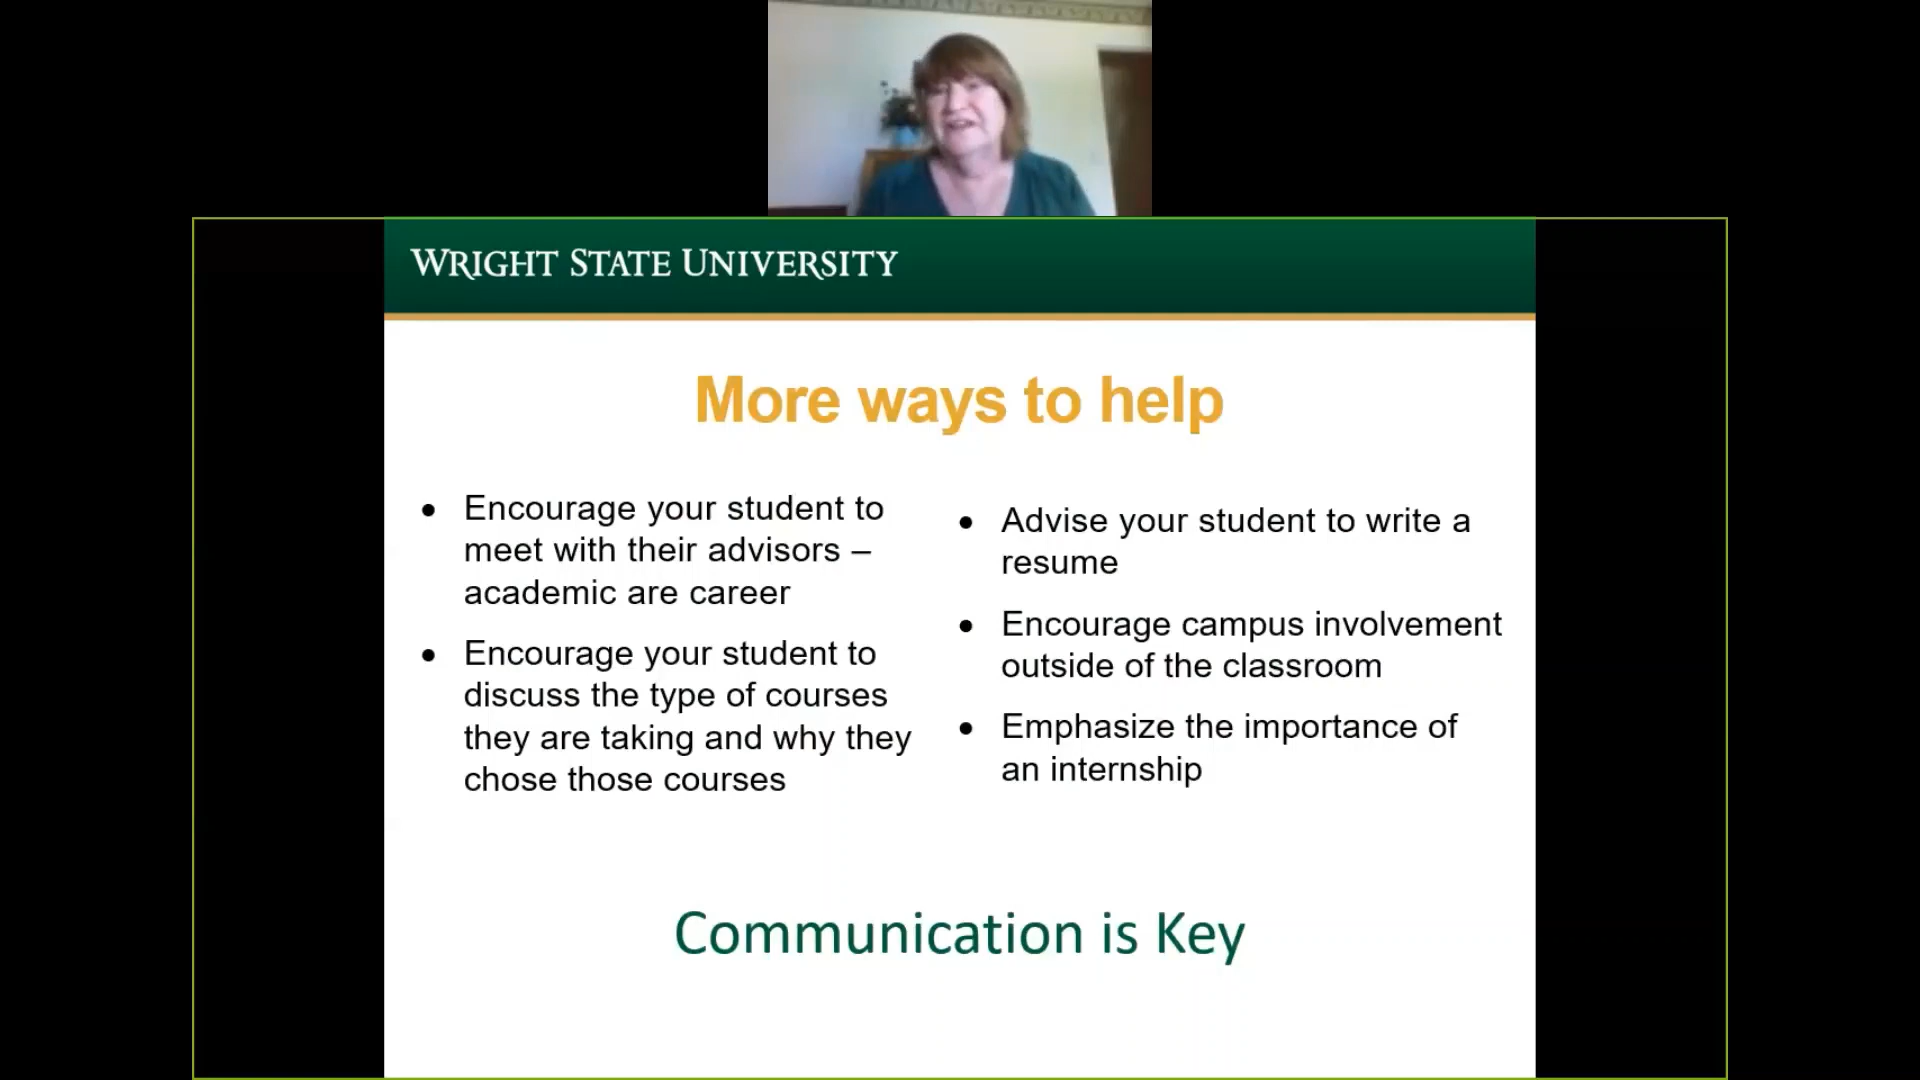 WRIGHT STATE UNIVERSITY
More ways to help
Encourage your student to
meet with their advisors –
academic are career
Encourage your student to
discuss the type of courses
they are taking and why they
chose those courses
Advise your student to write a
resume
Encourage campus involvement
outside of the classroom
Emphasize the importance of
an internship
Communication is Key